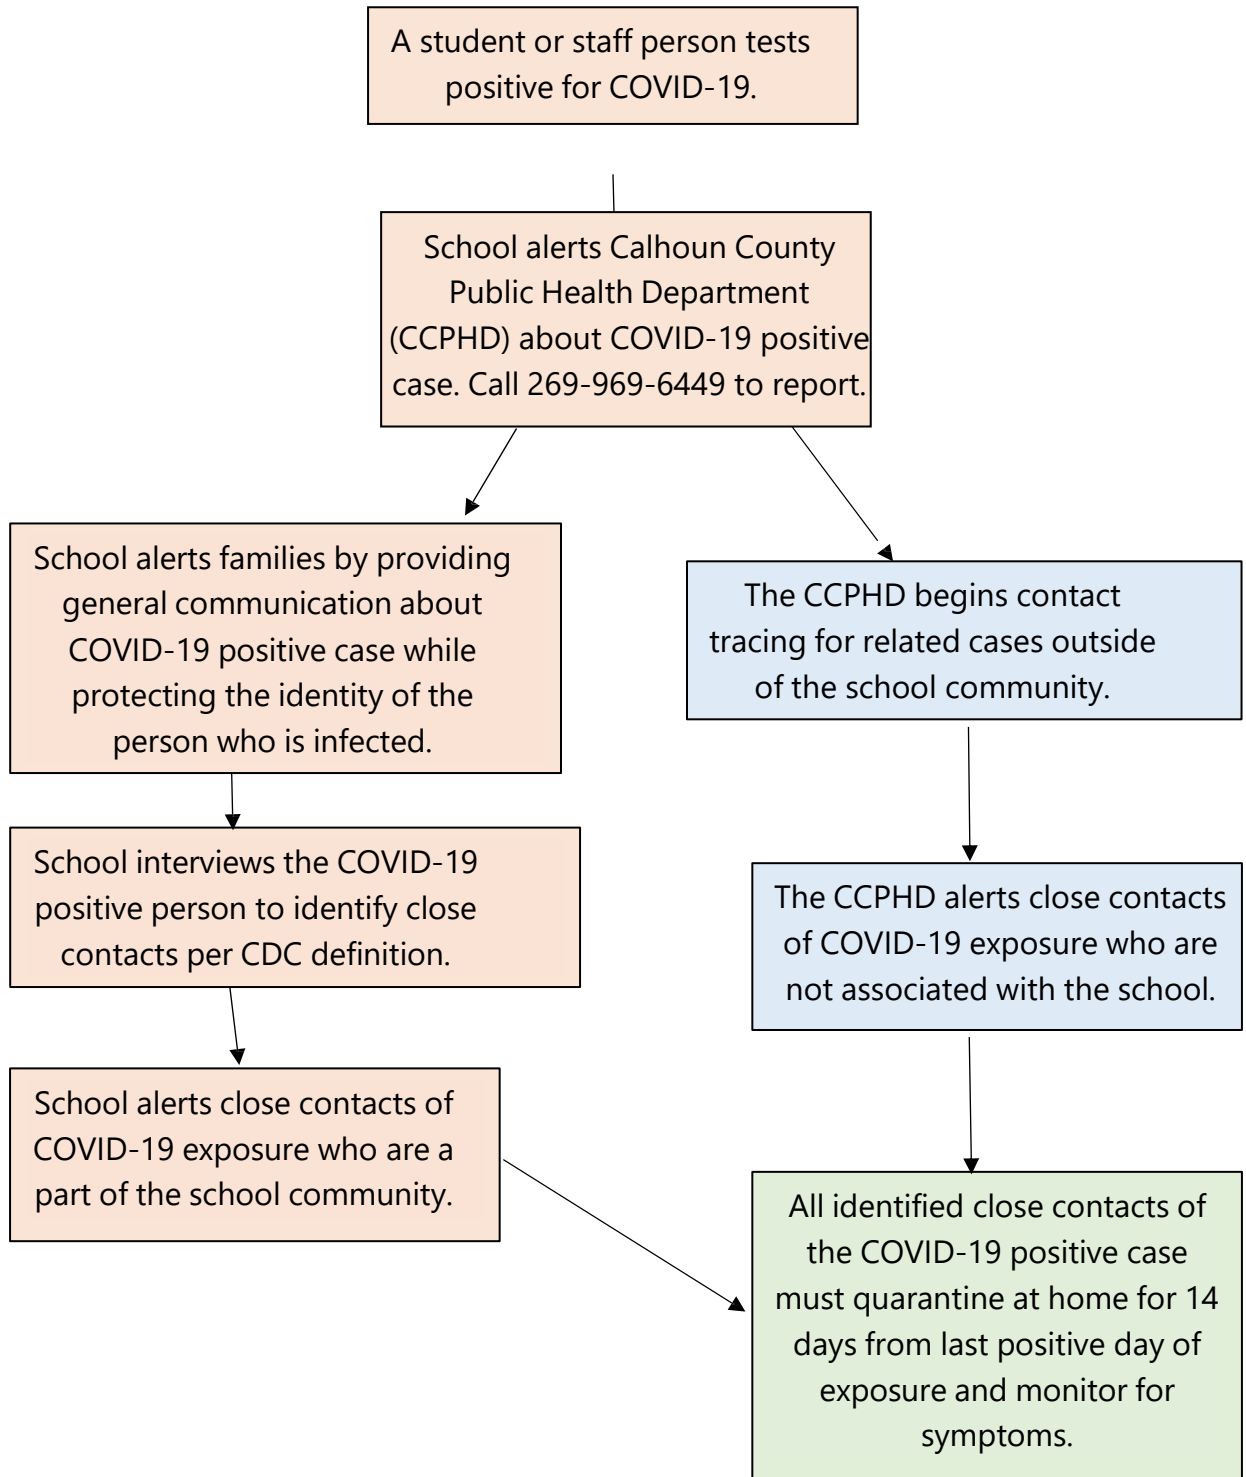 A student or staff person tests
positive for COVID-19.
School alerts Calhoun County
Public Health Department
(CCPHD) about COVID-19 positive
case. Call 269-969-6449 to report.
School alerts families by providing
general communication about
COVID-19 positive case while
protecting the identity of the
person who is infected.
The CCPHD begins contact
tracing for related cases outside
of the school community.
School interviews the COVID-19
positive person to identify close
contacts per CDC definition.
The CCPHD alerts close contacts
of COVID-19 exposure who are
not associated with the school.
School alerts close contacts of
COVID-19 exposure who are a
part of the school community.
All identified close contacts of
the COVID-19 positive case
must quarantine at home for 14
days from last positive day of
exposure and monitor for
symptoms.